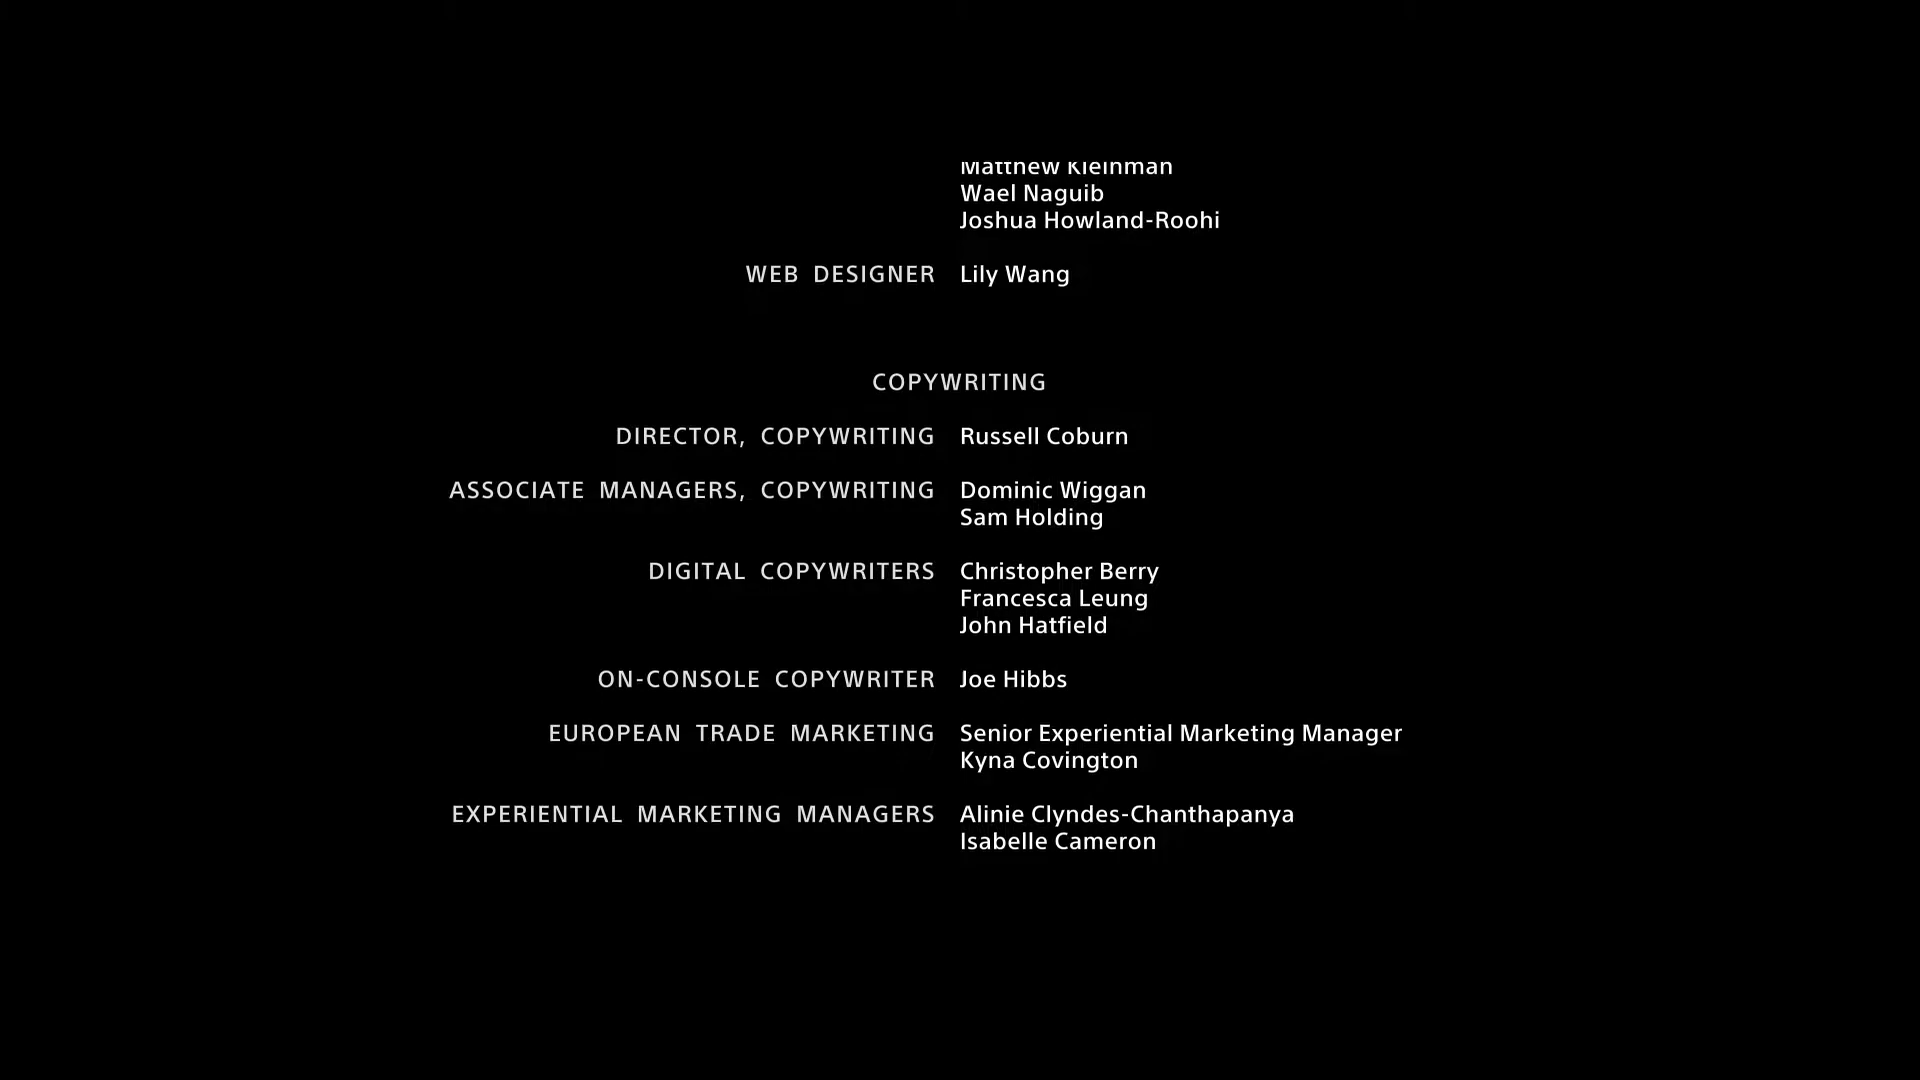 Matthew Kleinman
Wael Naguib
Joshua Howland-Roohi
WEB DESIGNER Lily Wang
COPYWRITING
DIRECTOR, COPYWRITING Russell Coburn
ASSOCIATE MANAGERS, COPYWRITING Dominic Wiggan
Sam Holding
DIGITAL COPYWRITERS Christopher Berry
Francesca Leung
John Hatfield
ON-CONSOLE COPYWRITER Joe Hibbs
EUROPEAN TRADE MARKETING Senior Experiential Marketing Manager
Kyna Covington
EXPERIENTIAL MARKETING MANAGERS Alinie Clyndes-Chanthapanya
Isabelle Cameron